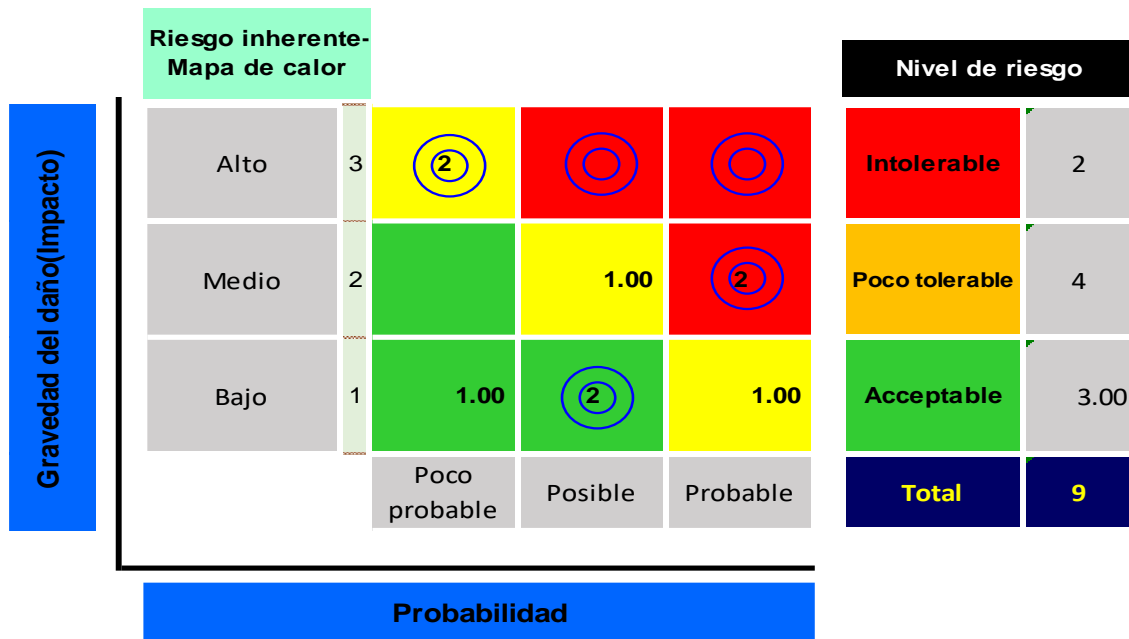 Riesgo inherente-
Mapa de calor
Nivel de riesgo
Gravedad del daño(Impacto)
Alto 3 2
Intolerable 2
Medio 2 1.00 2
Poco tolerable 4
Bajo 1 1.00 2 1.00
Acceptable 3.00
Poco
probable
Posible Probable
Total 9
Probabilidad